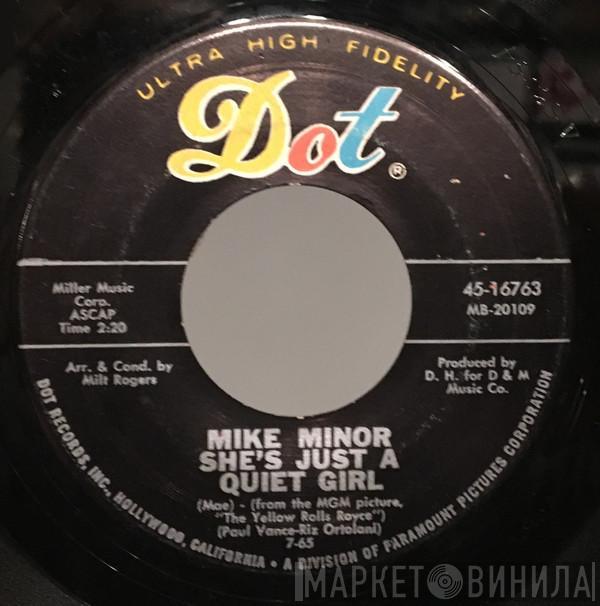 ULTRA HIGH FIDELITY
Dot®
Miller Music
Corp.
ASCAP
Time 2:20
45-16763
MB-20109
Arr. & Cond. by
Milt Rogers
Produced by
D. H. for D & M
Music Co.
MIKE MINOR
SHE'S JUST A
QUIET GIRL
(Mae) - (from the MGM picture,
"The Yellow Rolls Royce")
(Paul Vance-Riz Ortolani)
7-65
DOT RECORDS, INC., HOLLYWOOD, CALIFORNIA • A DIVISION OF PARAMOUNT PICTURES CORPORATION
МАРКЕТ ВИНИЛА